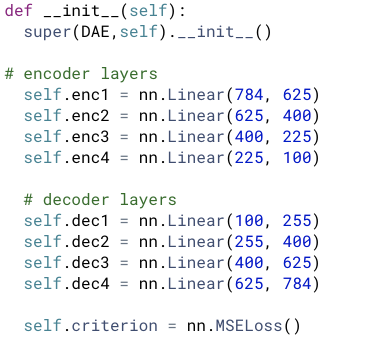 def __init__(self):
super(DAE,self).__init__()
# encoder layers
self.enc1 = nn.Linear(784, 625)
self.enc2 = nn.Linear(625, 400)
self.enc3 = nn.Linear(400, 225)
self.enc4 = nn.Linear(225, 100)
# decoder layers
self.dec1 = nn.Linear(100, 255)
self.dec2 = nn.Linear(255, 400)
self.dec3 = nn.Linear(400, 625)
self.dec4 = nn.Linear(625, 784)
self.criterion = nn.MSELoss()